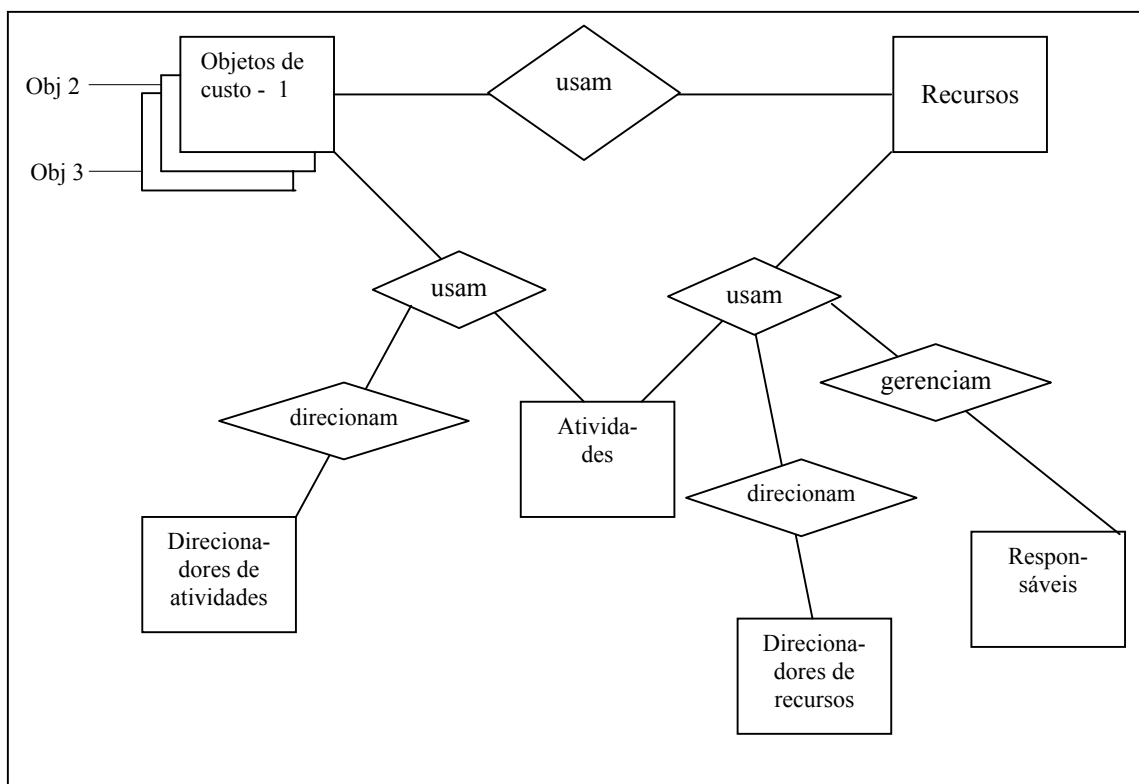 Objetos de
custo - 1
usam
Recursos
Obj 2
Obj 3
usam
usam
gerenciam
direcionam
Ativida-
des
direcionam
Direciona-
dores de
atividades
Respon-
sáveis
Direciona-
dores de
recursos